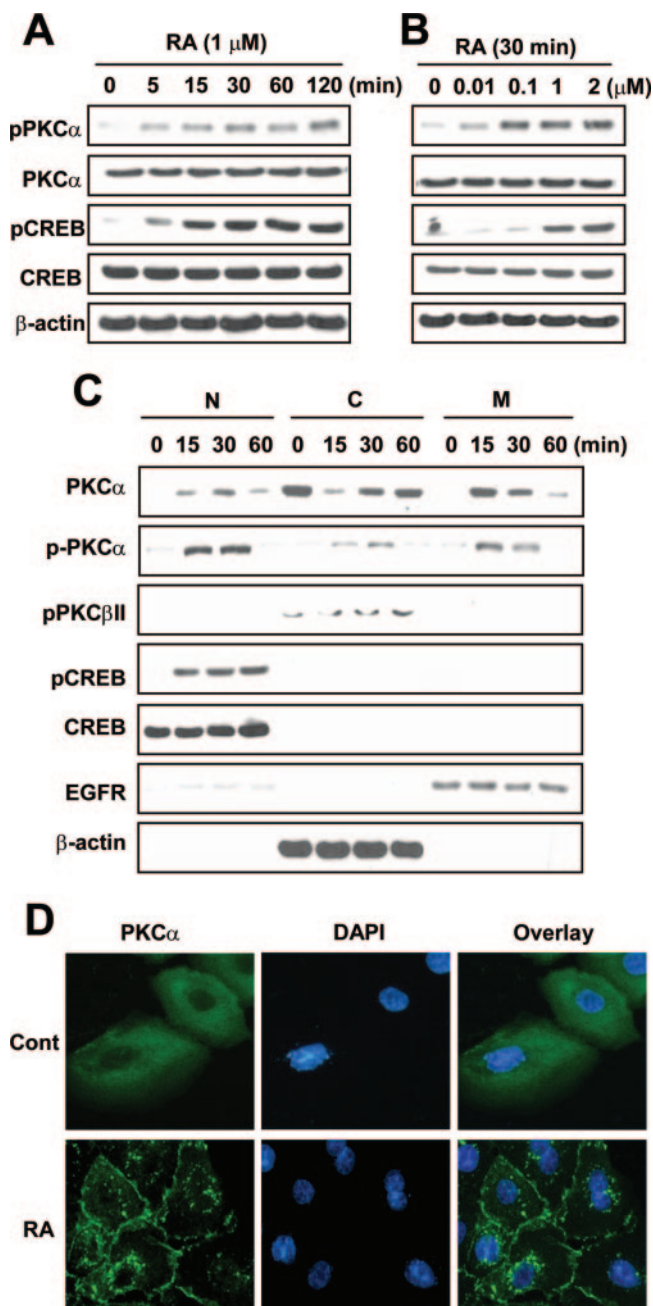 A
RA (1 μM)
0 5 15 30 60 120 (min)
B
RA (30 min)
0 0.01 0.1 1 2 (μM)
pPKCα
PKCα
pCREB
CREB
β-actin
C
N C M
0 15 30 60 0 15 30 60 0 15 30 60 (min)
PKCα
p-PKCα
pPKCβII
pCREB
CREB
EGFR
β-actin
D
PKCα DAPI Overlay
Cont
RA